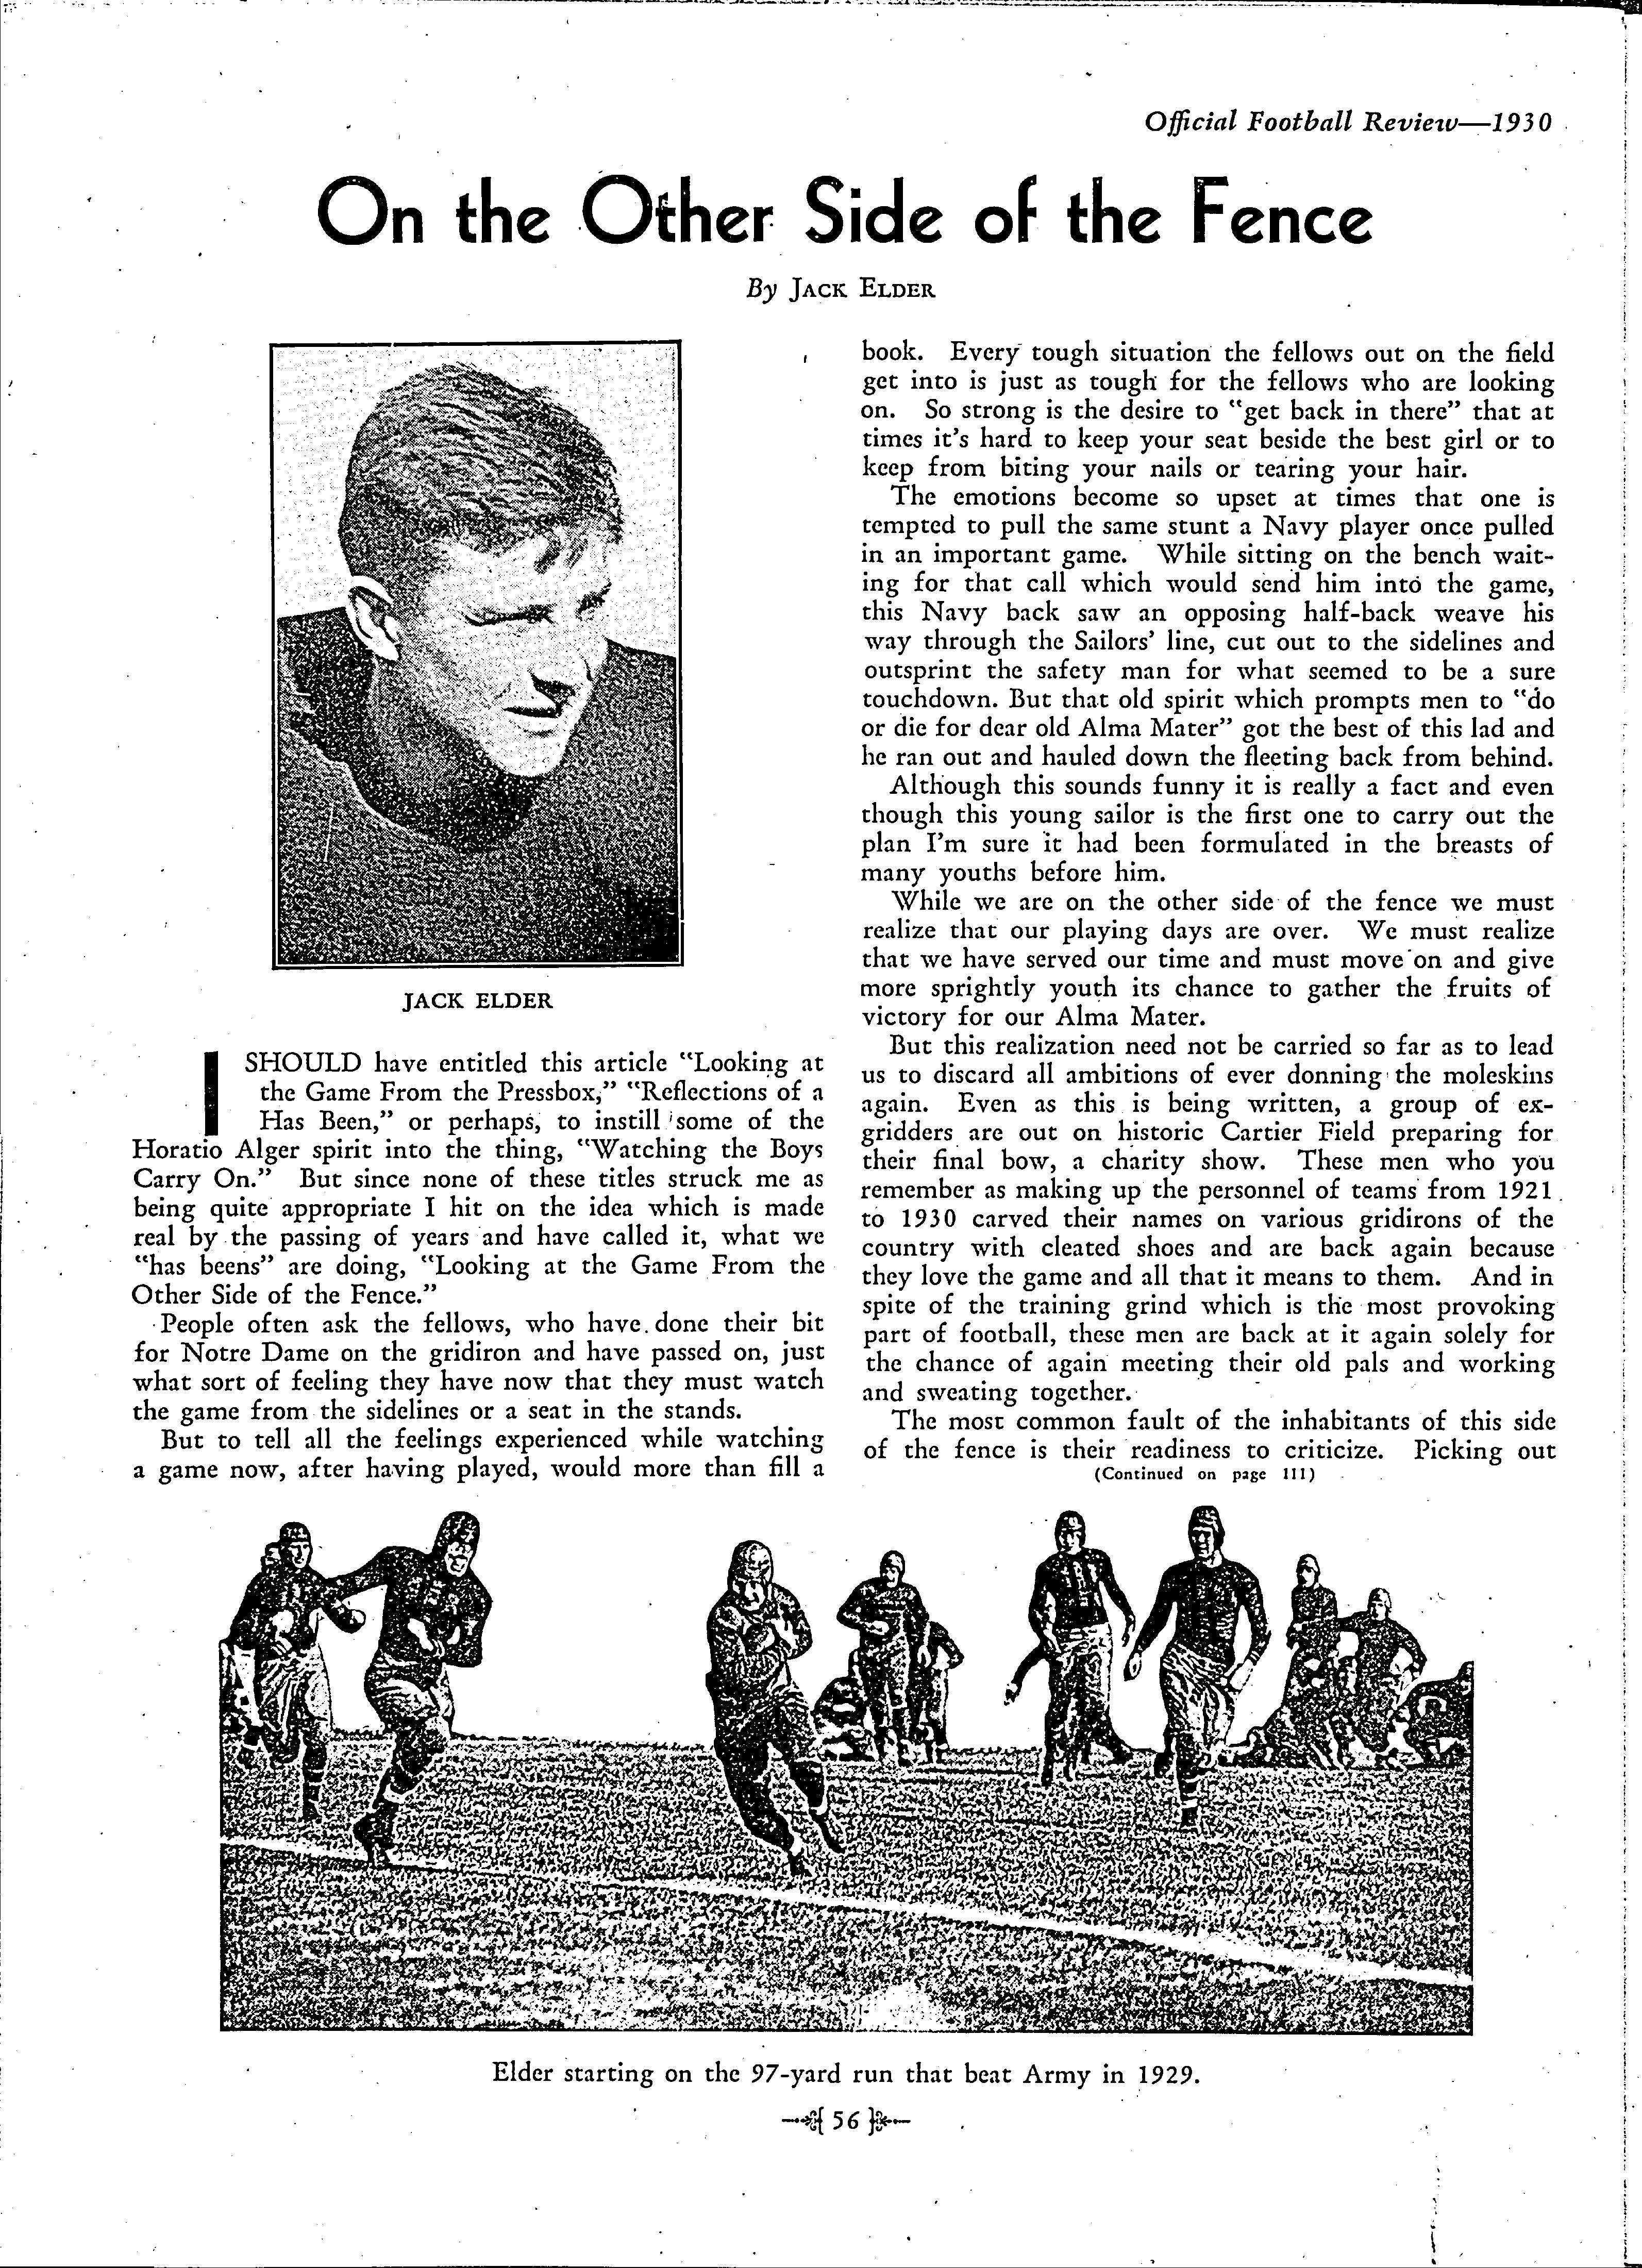 Official Football Review—1930
On the Other Side of the Fence
By JACK ELDER
JACK ELDER
I SHOULD have entitled this article "Looking at
the Game From the Pressbox," "Reflections of a
Has Been," or perhaps, to instill some of the
Horatio Alger spirit into the thing, "Watching the Boys
Carry On." But since none of these titles struck me as
being quite appropriate I hit on the idea which is made
real by the passing of years and have called it, what we
"has beens" are doing, "Looking at the Game From the
Other Side of the Fence."
People often ask the fellows, who have done their bit
for Notre Dame on the gridiron and have passed on, just
what sort of feeling they have now that they must watch
the game from the sidelines or a seat in the stands.
But to tell all the feelings experienced while watching
a game now, after having played, would more than fill a
book. Every tough situation the fellows out on the field
get into is just as tough for the fellows who are looking
on. So strong is the desire to "get back in there" that at
times it's hard to keep your seat beside the best girl or to
keep from biting your nails or tearing your hair.
The emotions become so upset at times that one is
tempted to pull the same stunt a Navy player once pulled
in an important game. While sitting on the bench wait-
ing for that call which would send him into the game,
this Navy back saw an opposing half-back weave his
way through the Sailors' line, cut out to the sidelines and
outsprint the safety man for what seemed to be a sure
touchdown. But that old spirit which prompts men to "do
or die for dear old Alma Mater" got the best of this lad and
he ran out and hauled down the fleeting back from behind.
Although this sounds funny it is really a fact and even
though this young sailor is the first one to carry out the
plan I'm sure it had been formulated in the breasts of
many youths before him.
While we are on the other side of the fence we must
realize that our playing days are over. We must realize
that we have served our time and must move on and give
more sprightly youth its chance to gather the fruits of
victory for our Alma Mater.
But this realization need not be carried so far as to lead
us to discard all ambitions of ever donning the moleskins
again. Even as this is being written, a group of ex-
gridders are out on historic Cartier Field preparing for
their final bow, a charity show. These men who you
remember as making up the personnel of teams from 1921
to 1930 carved their names on various gridirons of the
country with cleated shoes and are back again because
they love the game and all that it means to them. And in
spite of the training grind which is the most provoking
part of football, these men are back at it again solely for
the chance of again meeting their old pals and working
and sweating together.
The most common fault of the inhabitants of this side
of the fence is their readiness to criticize. Picking out
(Continued on page 111)
Elder starting on the 97-yard run that beat Army in 1929.
56